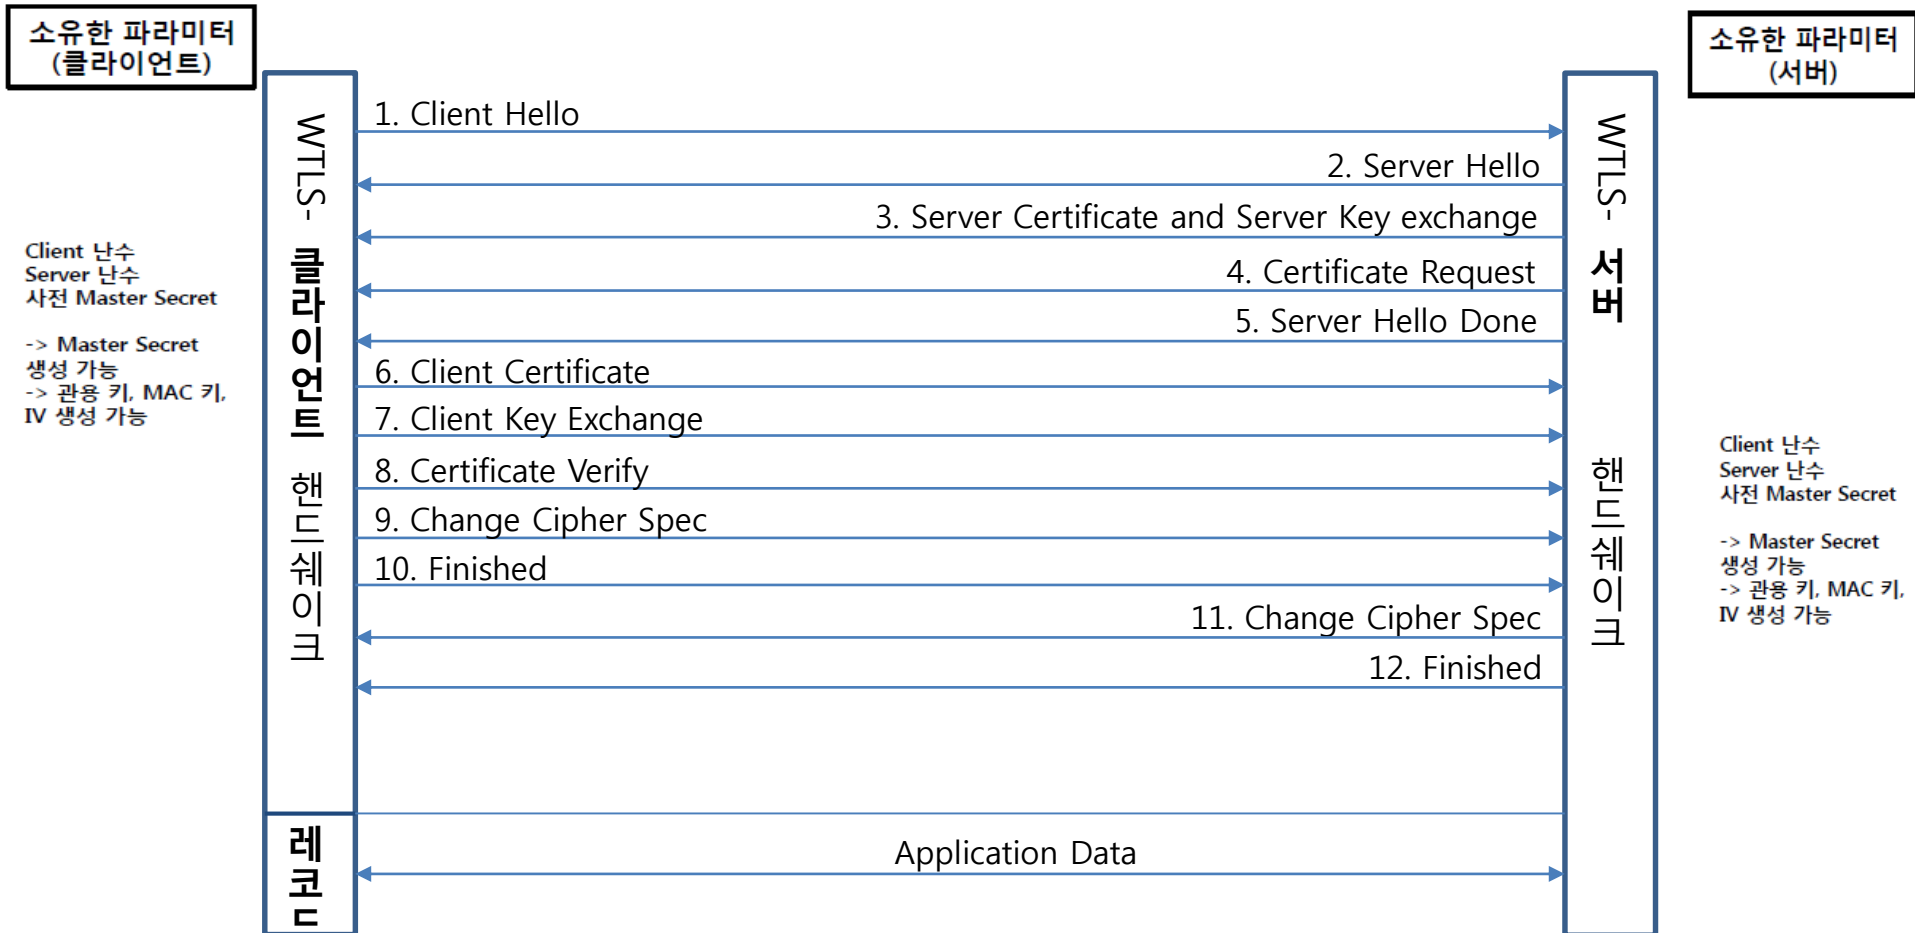 소유한 파라미터
(클라이언트)
소유한 파라미터
(서버)
WTLS- 클라이언트 핸드쉐이크
WTLS- 서버 핸드쉐이크
1. Client Hello
2. Server Hello
3. Server Certificate and Server Key exchange
4. Certificate Request
5. Server Hello Done
6. Client Certificate
7. Client Key Exchange
8. Certificate Verify
9. Change Cipher Spec
10. Finished
11. Change Cipher Spec
12. Finished
Client 난수
Server 난수
사전 Master Secret
-> Master Secret
생성 가능
-> 관용 키, MAC 키,
IV 생성 가능
Client 난수
Server 난수
사전 Master Secret
-> Master Secret
생성 가능
-> 관용 키, MAC 키,
IV 생성 가능
레코드
Application Data